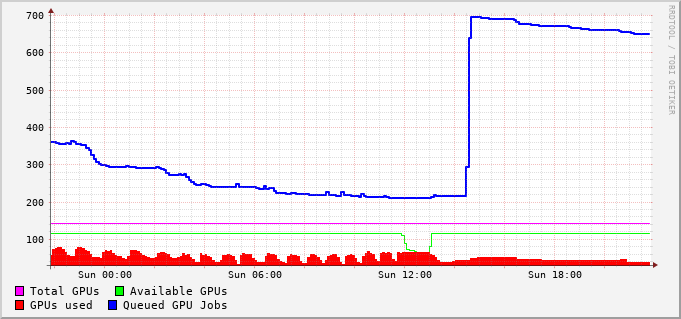 700
600
500
400
300
200
100
Sun 00:00 Sun 06:00 Sun 12:00 Sun 18:00
Total GPUs Available GPUs
GPUs used Queued GPU Jobs
RRDTOOL / TOBI OETIKER